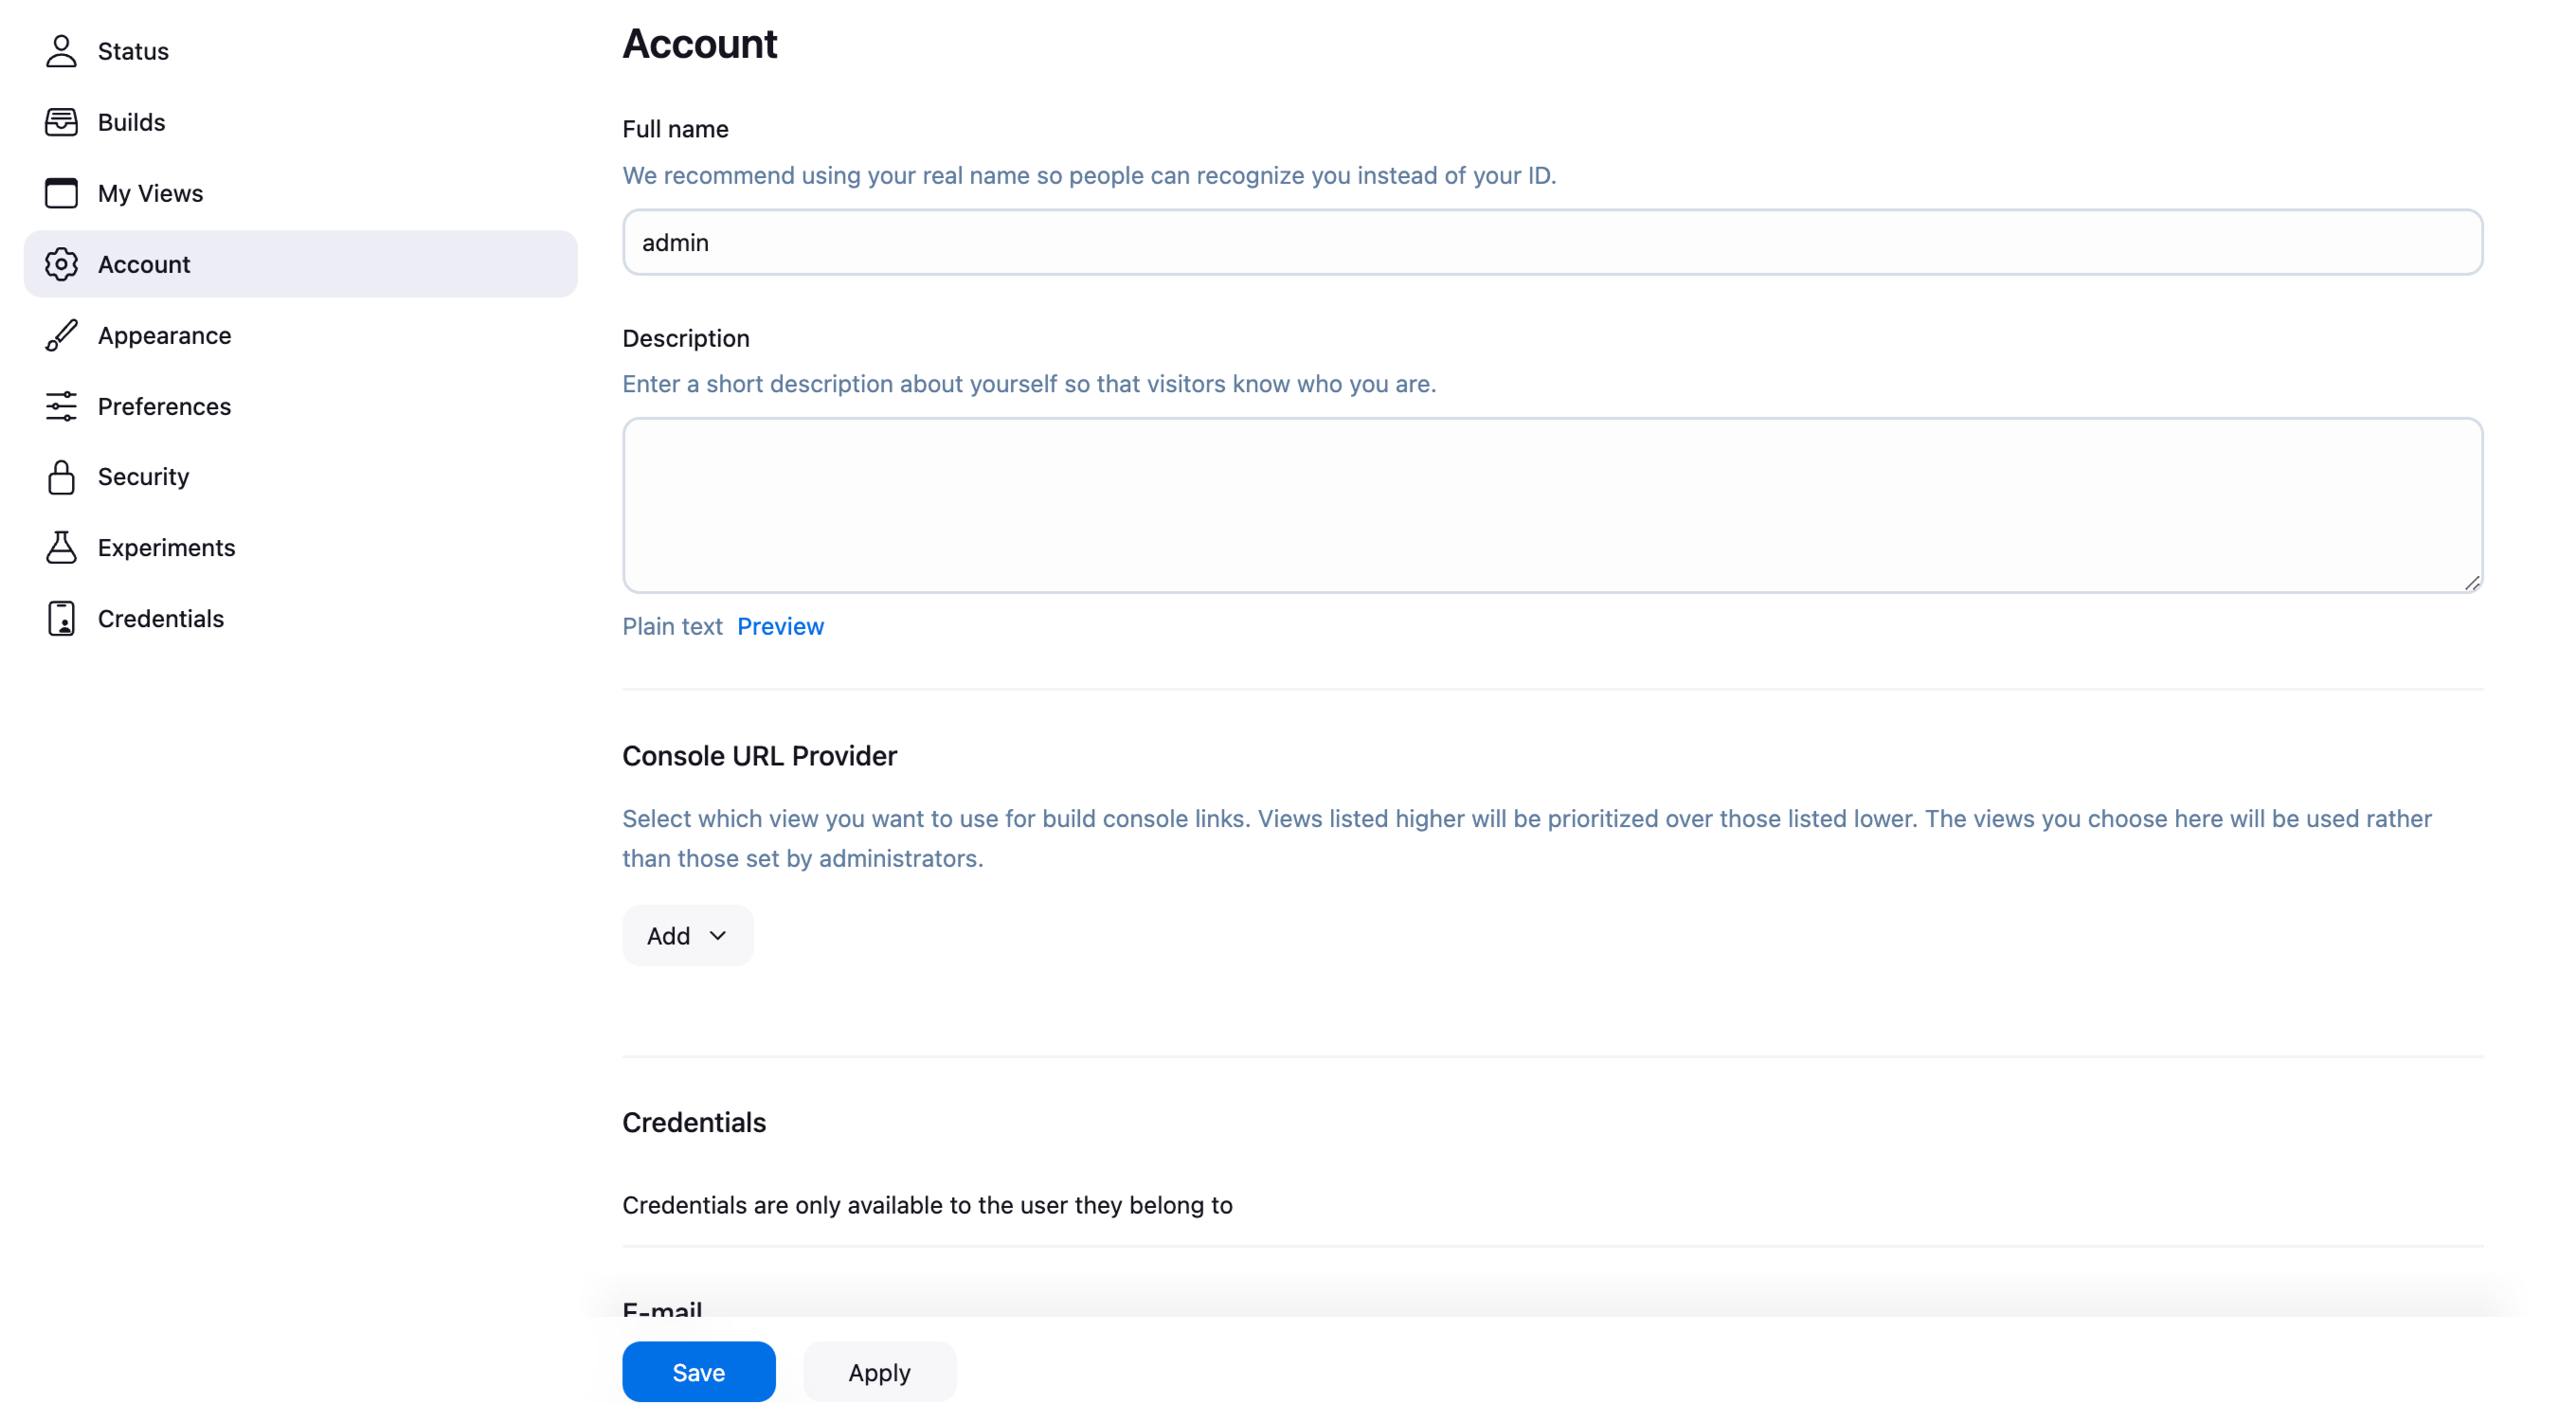 Status
Builds
My Views
Account
Appearance
Preferences
Security
Experiments
Credentials
Account
Full name
We recommend using your real name so people can recognize you instead of your ID.
admin
Description
Enter a short description about yourself so that visitors know who you are.
Plain text Preview
Console URL Provider
Select which view you want to use for build console links. Views listed higher will be prioritized over those listed lower. The views you choose here will be used rather
than those set by administrators.
Add
Credentials
Credentials are only available to the user they belong to
E-mail
Save Apply